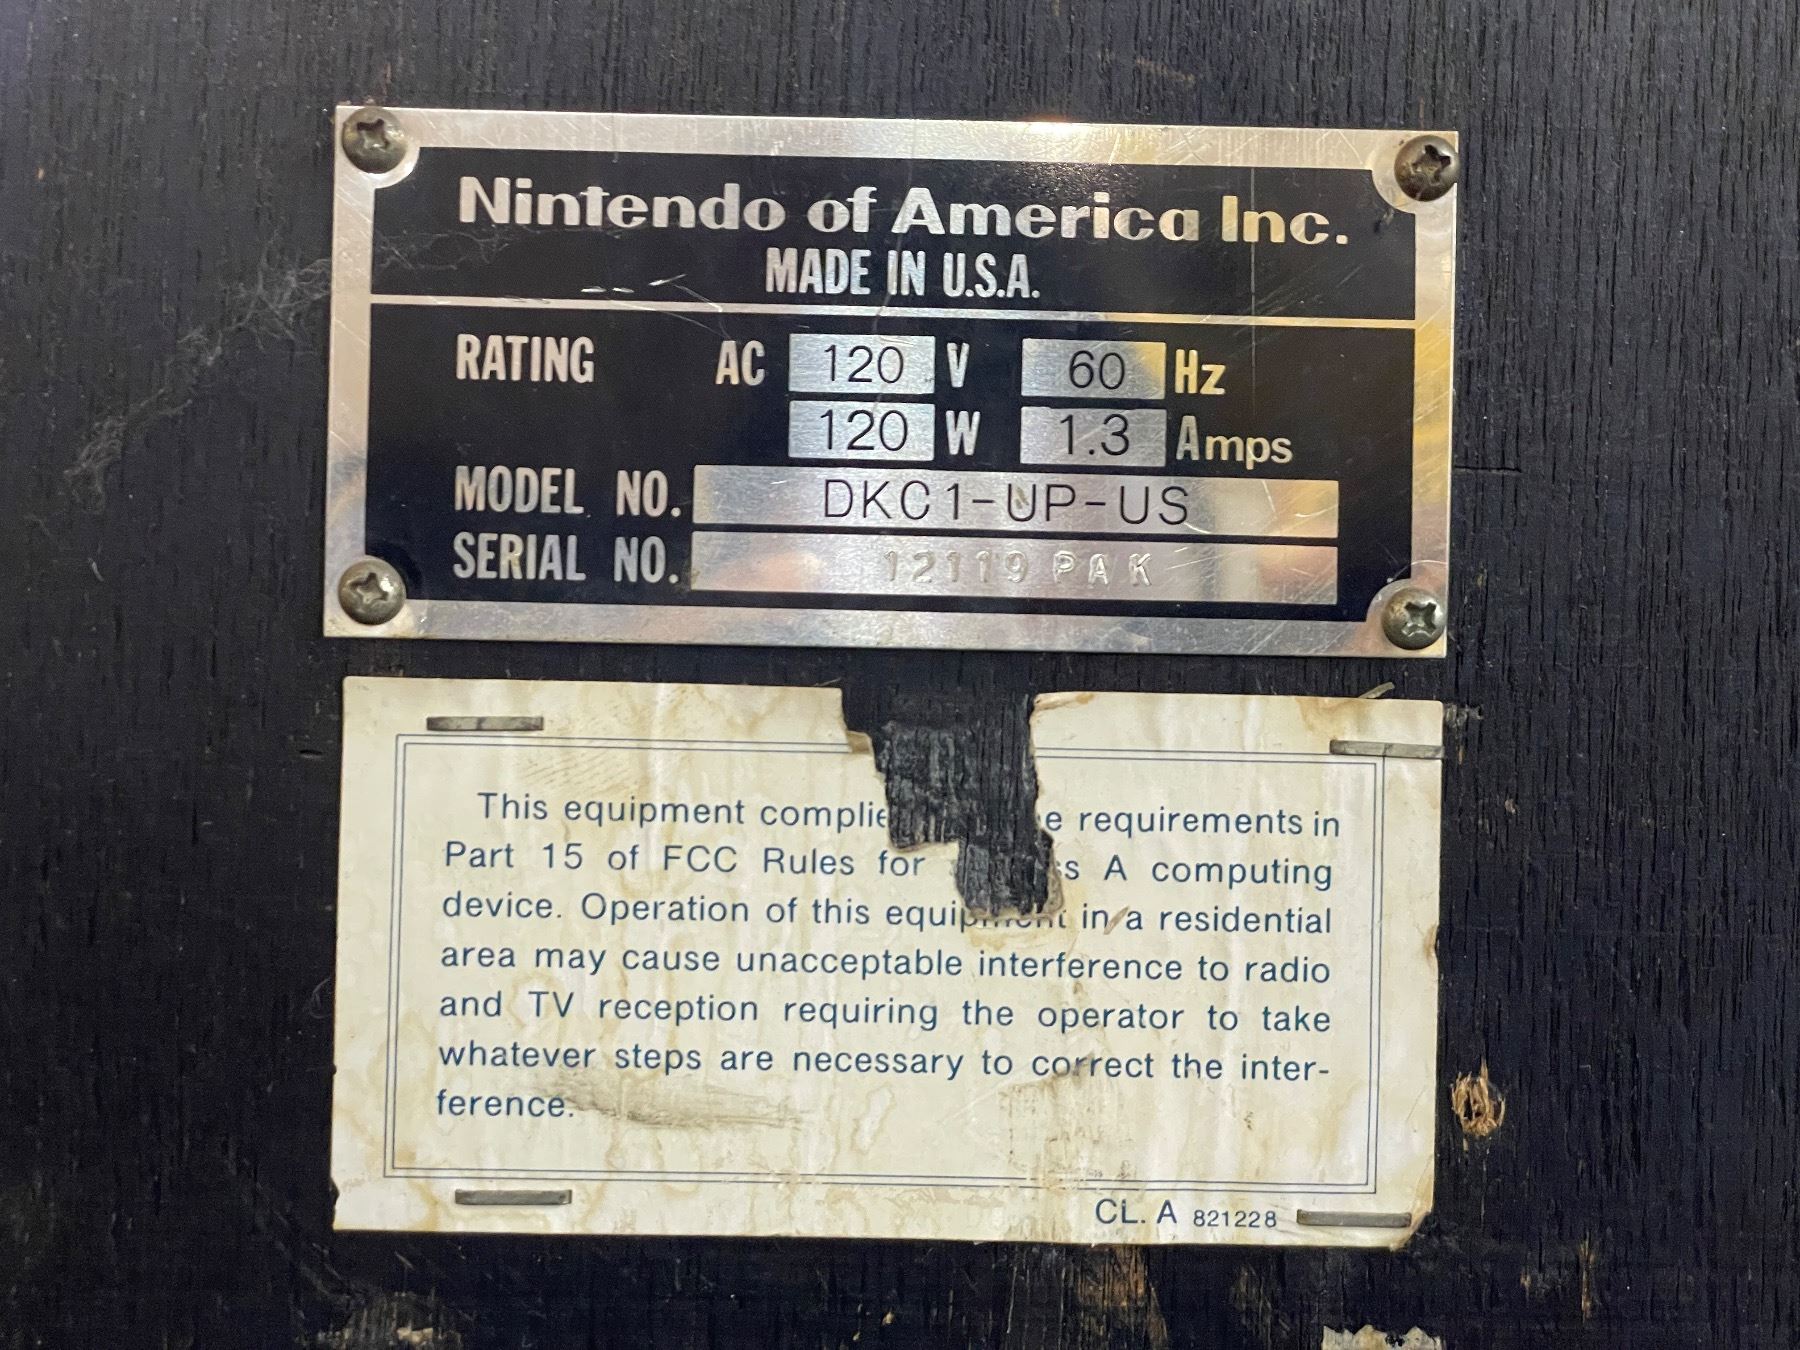 Nintendo of America Inc.
MADE IN U.S.A.
RATING AC 120 V 60 Hz
120 W 1.3 Amps
MODEL NO. DKC1-UP-US
SERIAL NO. 12119 PAK
This equipment requirements in
Part 15 of FCC Rules for A computing
device. Operation of this equipment in a residential
area may cause unacceptable interference to radio
and TV reception requiring the operator to take
whatever steps are necessary to correct the inter-
ference.
CL. A 821228